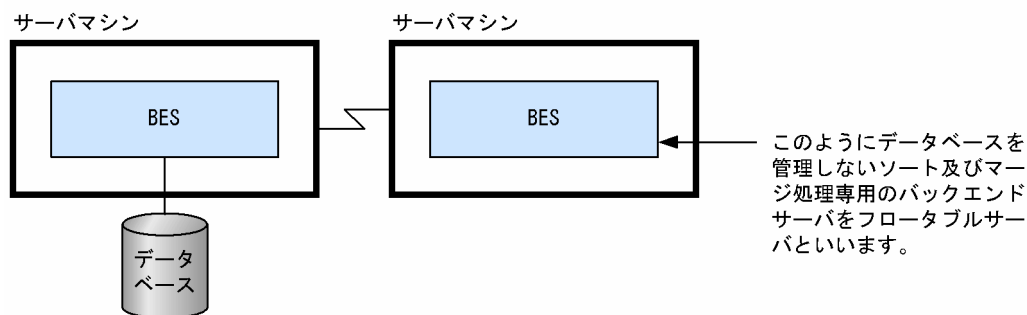 サーバマシン
サーバマシン
BES
BES
このようにデータベースを
管理しないソート及びマー
ジ処理専用のバックエンド
サーバをフロータブルサー
バといいます。
データ
ベース